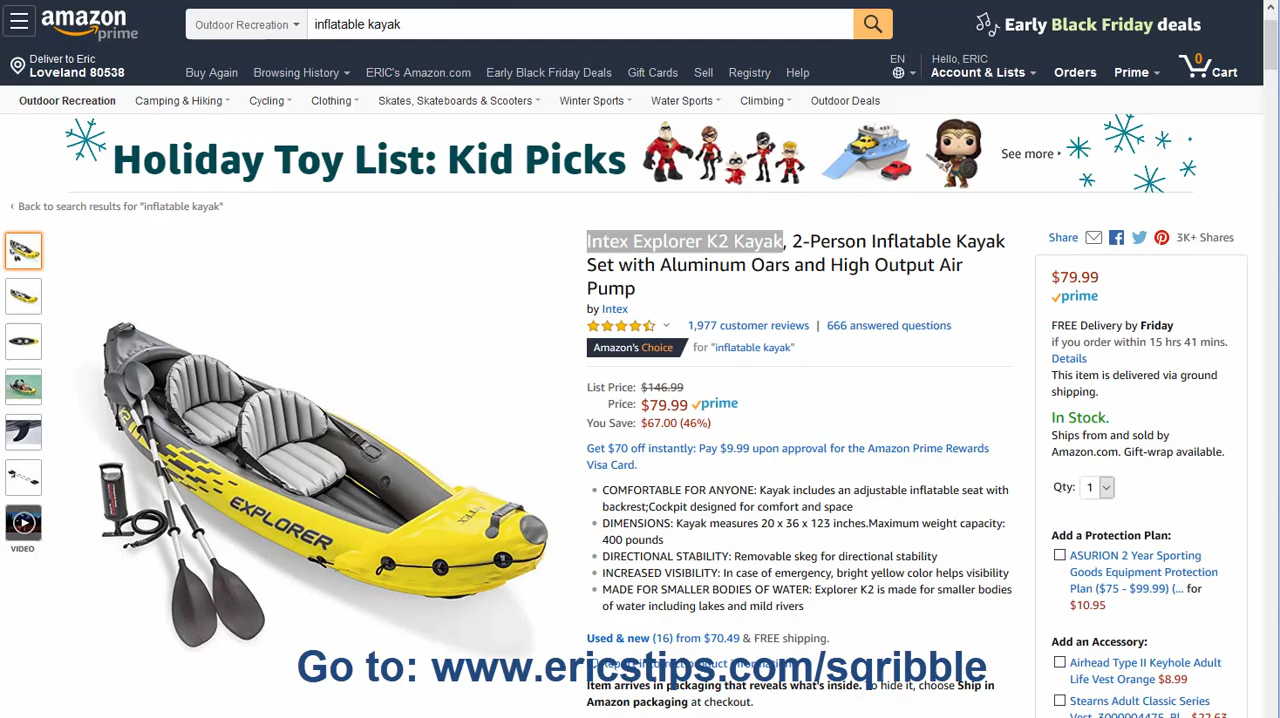 amazon
prime
Outdoor Recreation
inflatable kayak
Early Black Friday deals
Deliver to Eric
Loveland 80538
Buy Again
Browsing History
ERIC's Amazon.com
Early Black Friday Deals
Gift Cards
Sell
Registry
Help
EN
Hello, ERIC
Account & Lists
Orders
Prime
0
Cart
Outdoor Recreation
Camping & Hiking
Cycling
Clothing
Skates, Skateboards & Scooters
Winter Sports
Water Sports
Climbing
Outdoor Deals
Holiday Toy List: Kid Picks
See more
‹ Back to search results for "inflatable kayak"
VIDEO
EXPLORER
INTEX
K2
Intex Explorer K2 Kayak, 2-Person Inflatable Kayak
Set with Aluminum Oars and High Output Air
Pump
by Intex
1,977 customer reviews | 666 answered questions
Amazon's Choice for "inflatable kayak"
List Price: $146.99
Price: $79.99 prime
You Save: $67.00 (46%)
Get $70 off instantly: Pay $9.99 upon approval for the Amazon Prime Rewards
Visa Card.
• COMFORTABLE FOR ANYONE: Kayak includes an adjustable inflatable seat with
backrest;Cockpit designed for comfort and space
• DIMENSIONS: Kayak measures 20 x 36 x 123 inches.Maximum weight capacity:
400 pounds
• DIRECTIONAL STABILITY: Removable skeg for directional stability
• INCREASED VISIBILITY: In case of emergency, bright yellow color helps visibility
• MADE FOR SMALLER BODIES OF WATER: Explorer K2 is made for smaller bodies
of water including lakes and mild rivers
Used & new (16) from $70.49 & FREE shipping.
Report incorrect product information.
Go to: www.ericstips.com/sqribble
Item arrives in packaging that reveals what's inside. To hide it, choose Ship in
Amazon packaging at checkout.
Share
3K+ Shares
$79.99
prime
FREE Delivery by Friday
if you order within 15 hrs 41 mins.
Details
This item is delivered via ground
shipping.
In Stock.
Ships from and sold by
Amazon.com. Gift-wrap available.
Qty: 1
Add a Protection Plan:
ASURION 2 Year Sporting
Goods Equipment Protection
Plan ($75 - $99.99) (... for
$10.95
Add an Accessory:
Airhead Type II Keyhole Adult
Life Vest Orange $8.99
Stearns Adult Classic Series
Vest, 3000004475, Bl... $22.63